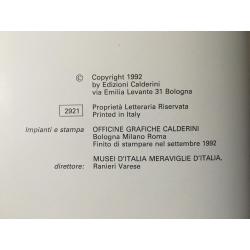 © Copyright 1992
by Edizioni Calderini
via Emilia Levante 31 Bologna
2921 Proprietà Letteraria Riservata
Printed in Italy
Impianti e stampa OFFICINE GRAFICHE CALDERINI
Bologna Milano Roma
Finito di stampare nel settembre 1992
MUSEI D'ITALIA MERAVIGLIE D'ITALIA,
direttore: Ranieri Varese